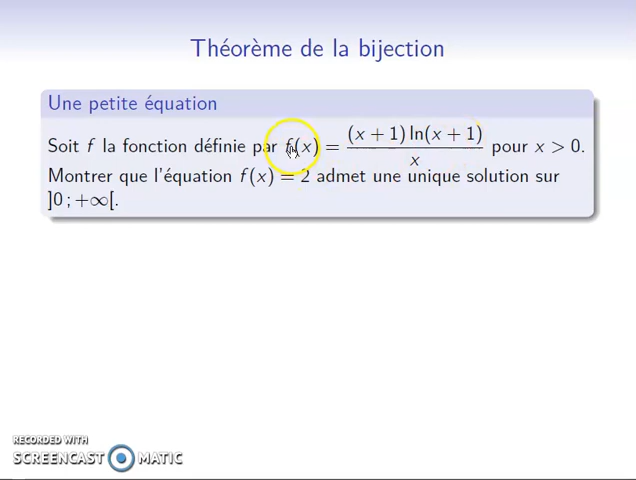 Théorème de la bijection
Une petite équation
Soit f la fonction définie par f(x) = (x + 1) ln(x + 1) / x pour x > 0.
Montrer que l'équation f(x) = 2 admet une unique solution sur
]0 ; +∞[.
RECORDED WITH
SCREENCAST MATIC